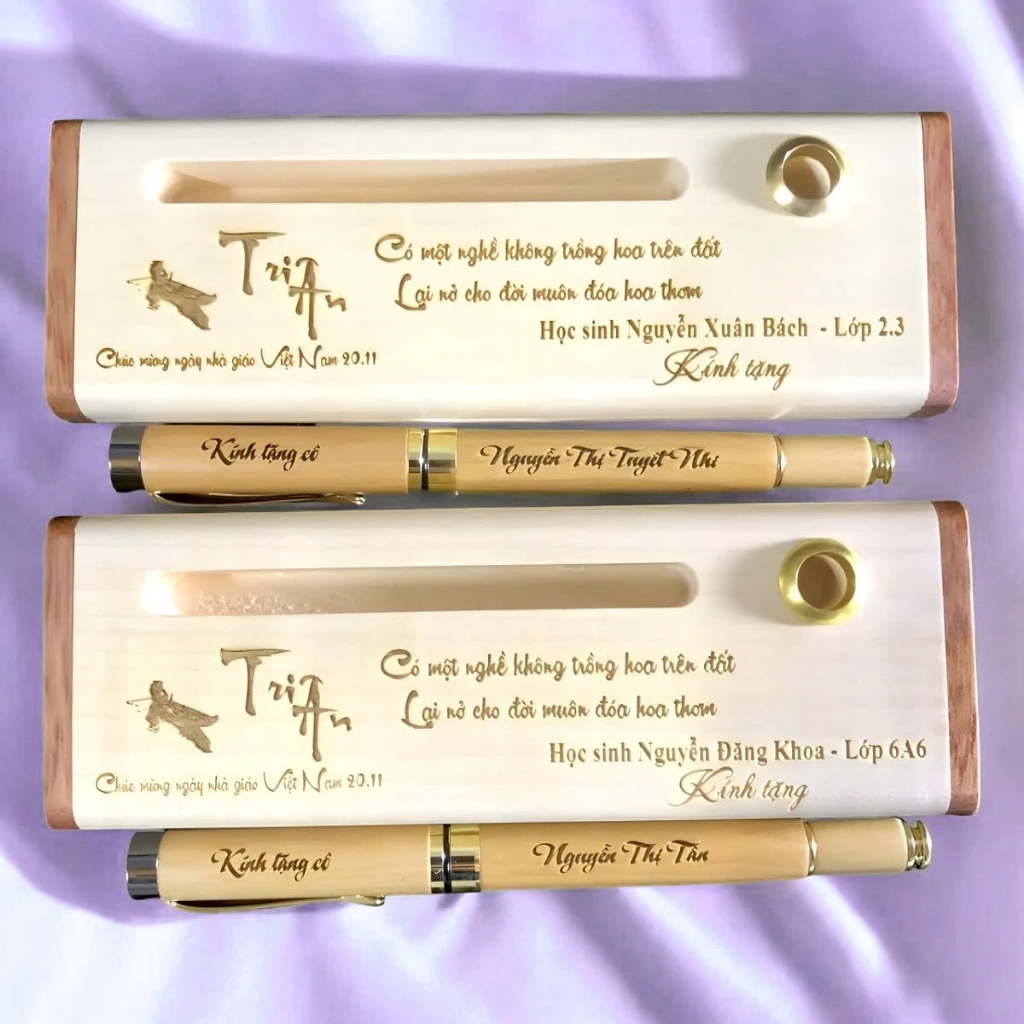 Tri Ân
Có một nghề không trồng hoa trên đất
Lại nở cho đời muôn đóa hoa thơm
Học sinh Nguyễn Xuân Bách - Lớp 2.3
Chúc mừng ngày nhà giáo Việt Nam 20.11
Kính tặng
Kính tặng cô Nguyễn Thị Tuyết Nhi
Tri Ân
Có một nghề không trồng hoa trên đất
Lại nở cho đời muôn đóa hoa thơm
Học sinh Nguyễn Đăng Khoa - Lớp 6A6
Chúc mừng ngày nhà giáo Việt Nam 20.11
Kính tặng
Kính tặng cô Nguyễn Thị Tần